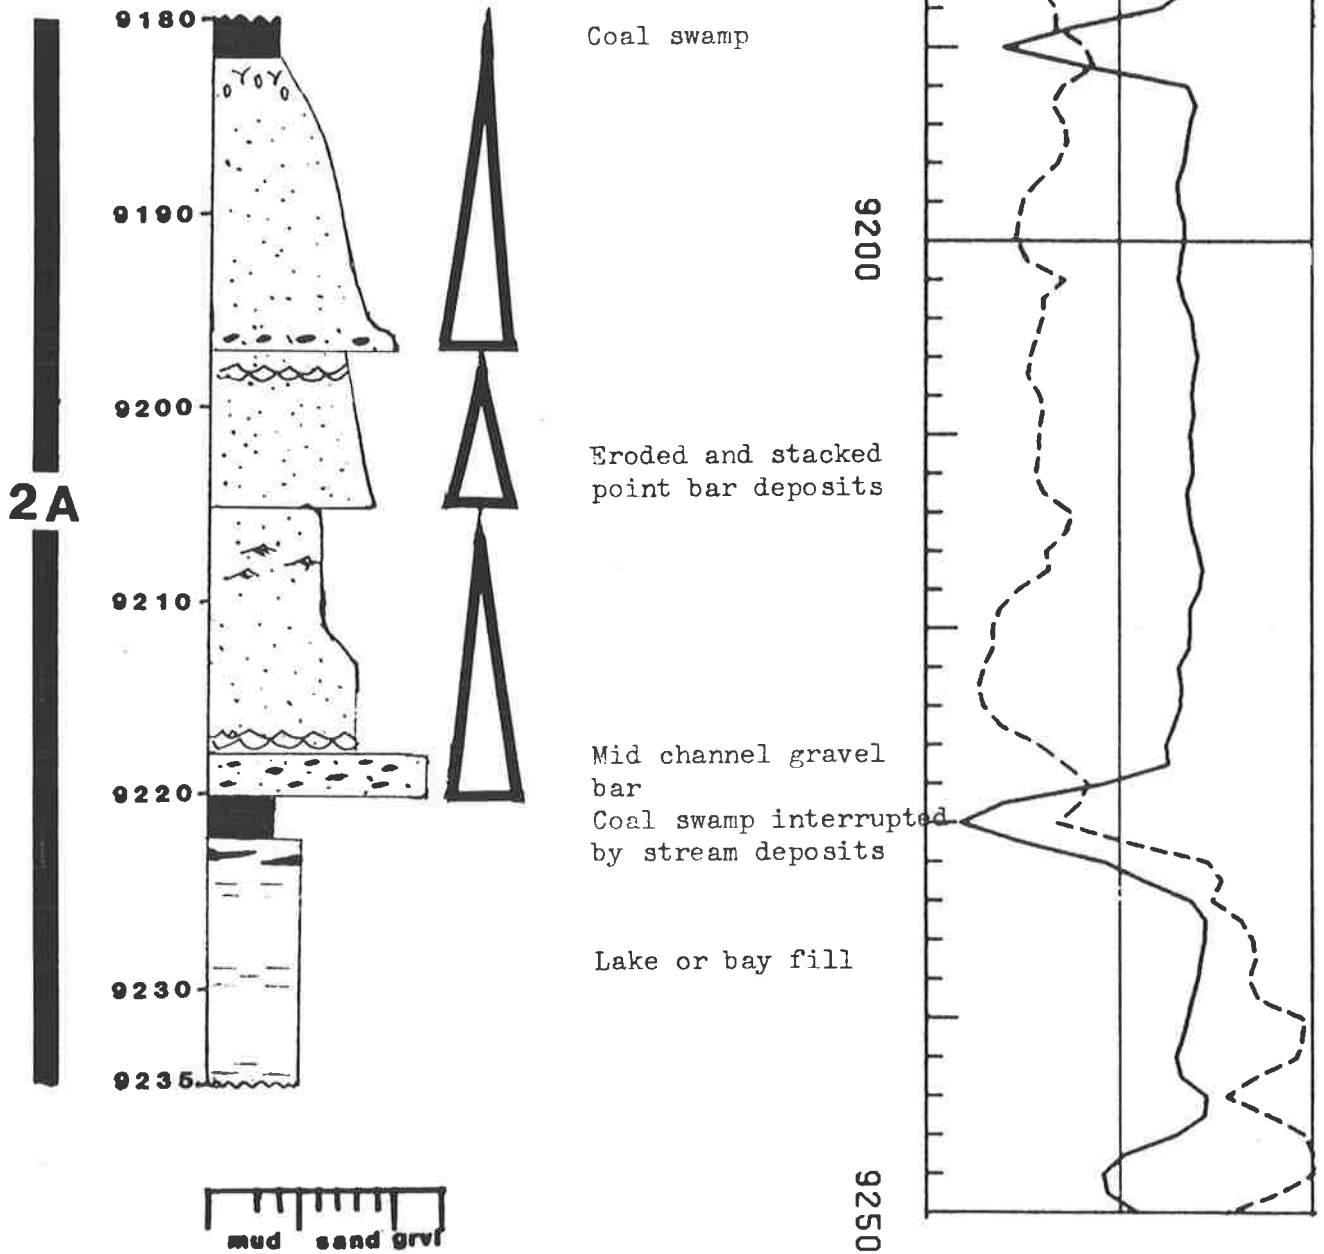 9180
Coal swamp
9190
9200
9200
Eroded and stacked
point bar deposits
2A
9210
Mid channel gravel
bar
9220
Coal swamp interrupted
by stream deposits
Lake or bay fill
9230
9235
9250
mud sand grvl